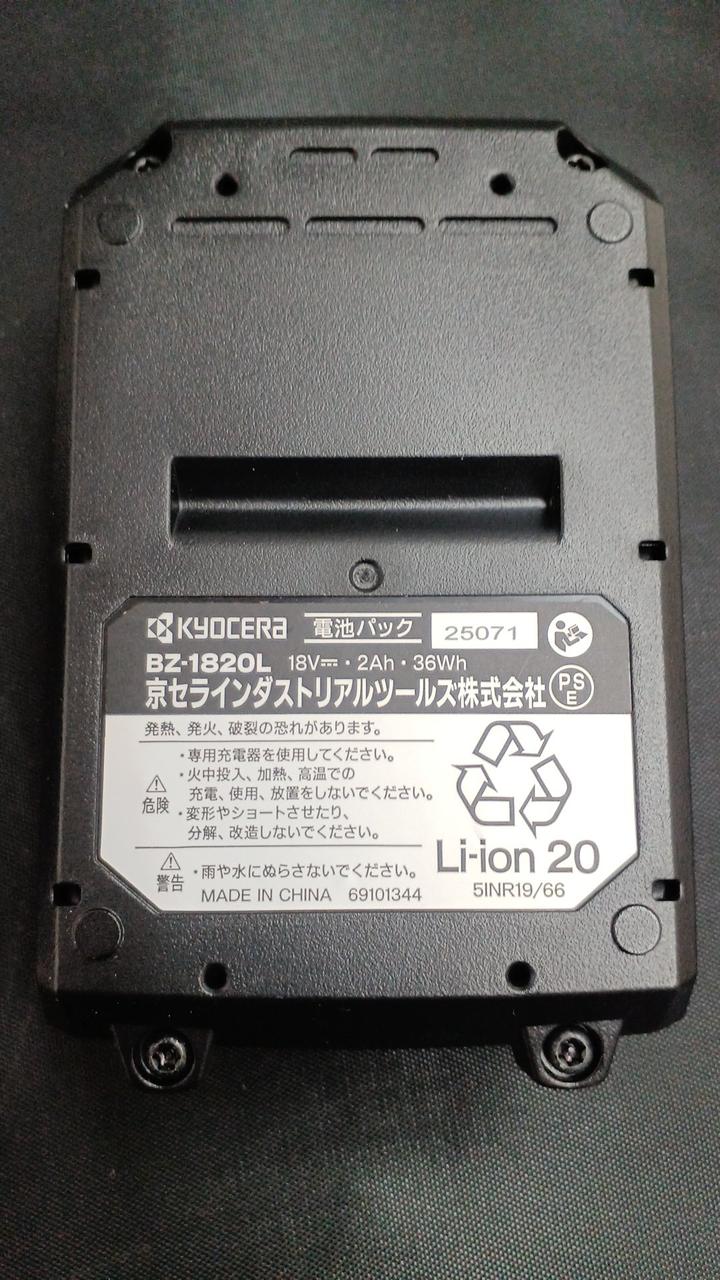 KYOCERA 電池パック 25071
BZ-1820L 18V⎓・2Ah・36Wh
京セラインダストリアルツールズ株式会社 PSE
発熱、発火、破裂の恐れがあります。
⚠危険
・専用充電器を使用してください。
・火中投入、加熱、高温での
充電、使用、放置をしないでください。
・変形やショートさせたり、
分解、改造しないでください。
⚠警告
・雨や水にぬらさないでください。
MADE IN CHINA 69101344
Li-ion 20
5INR19/66